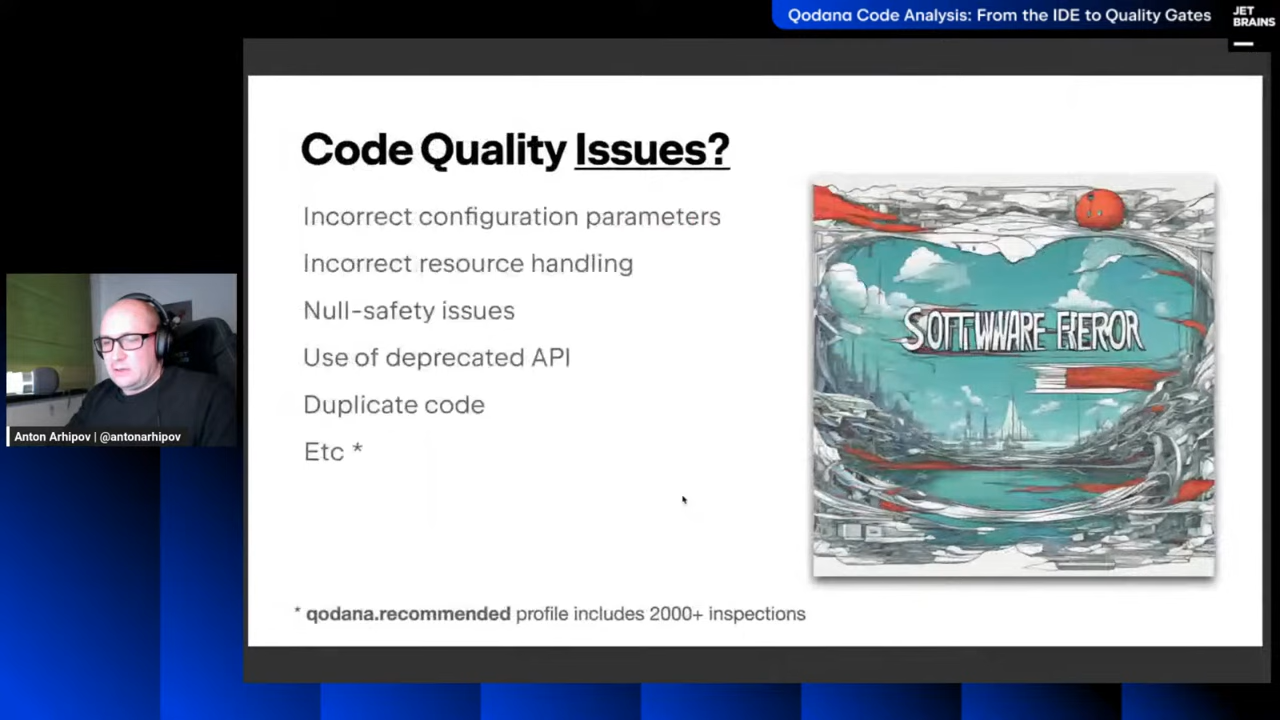 Qodana Code Analysis: From the IDE to Quality Gates
JET
BRAINS
Code Quality Issues?
Incorrect configuration parameters
Incorrect resource handling
Null-safety issues
Use of deprecated API
Duplicate code
Etc *
SOFTWWARE EREROR
Anton Arhipov | @antonarhipov
* qodana.recommended profile includes 2000+ inspections